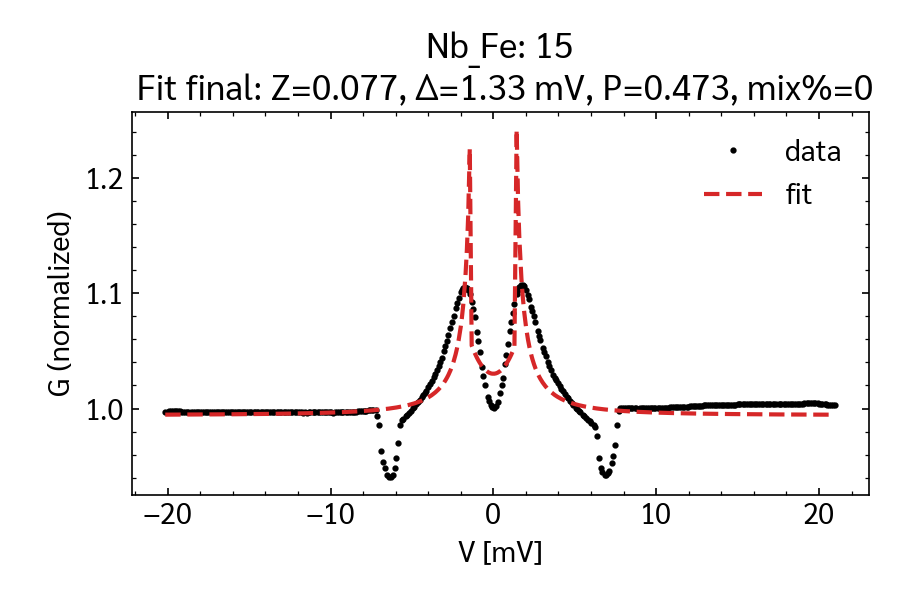 Nb_Fe: 15
Fit final: Z=0.077, Δ=1.33 mV, P=0.473, mix%=0
data
fit
1.2
1.1
1.0
G (normalized)
−20
−10
0
10
20
V [mV]